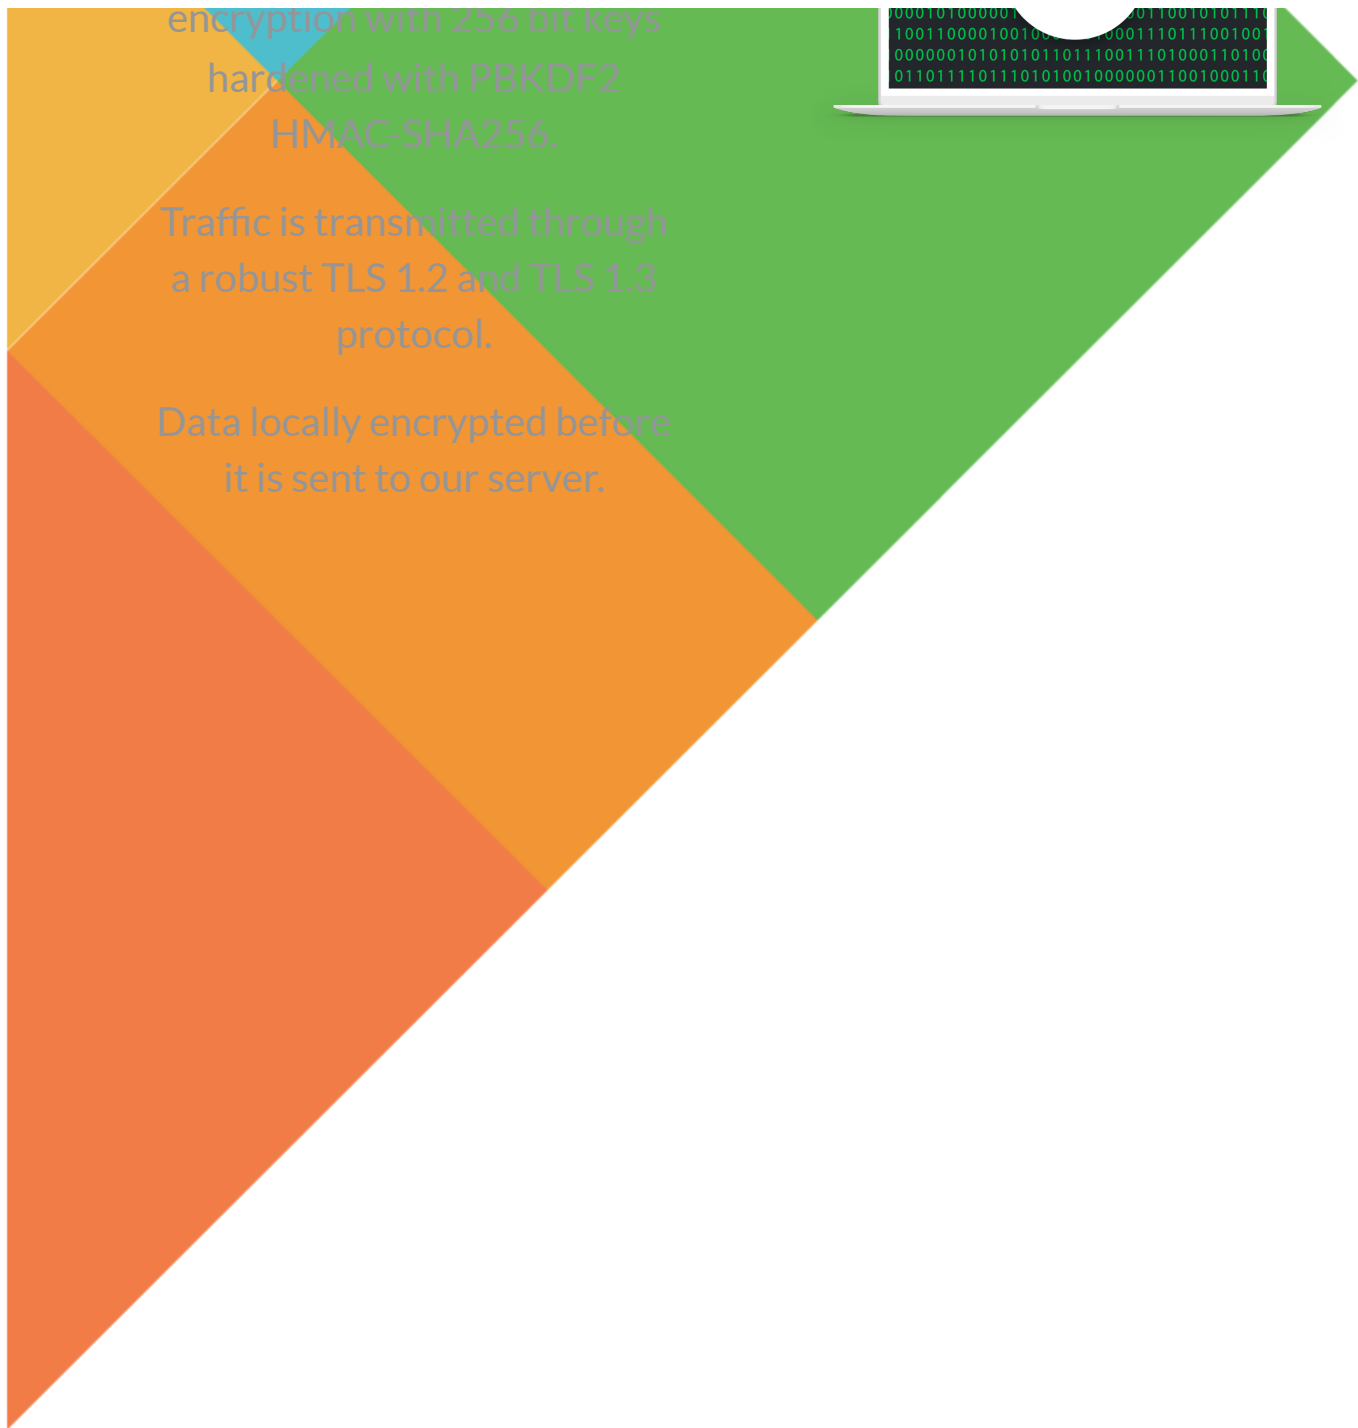 encryption with 256 bit keys
hardened with PBKDF2
HMAC-SHA256.
Traffic is transmitted through
a robust TLS 1.2 and TLS 1.3
protocol.
Data locally encrypted before
it is sent to our server.